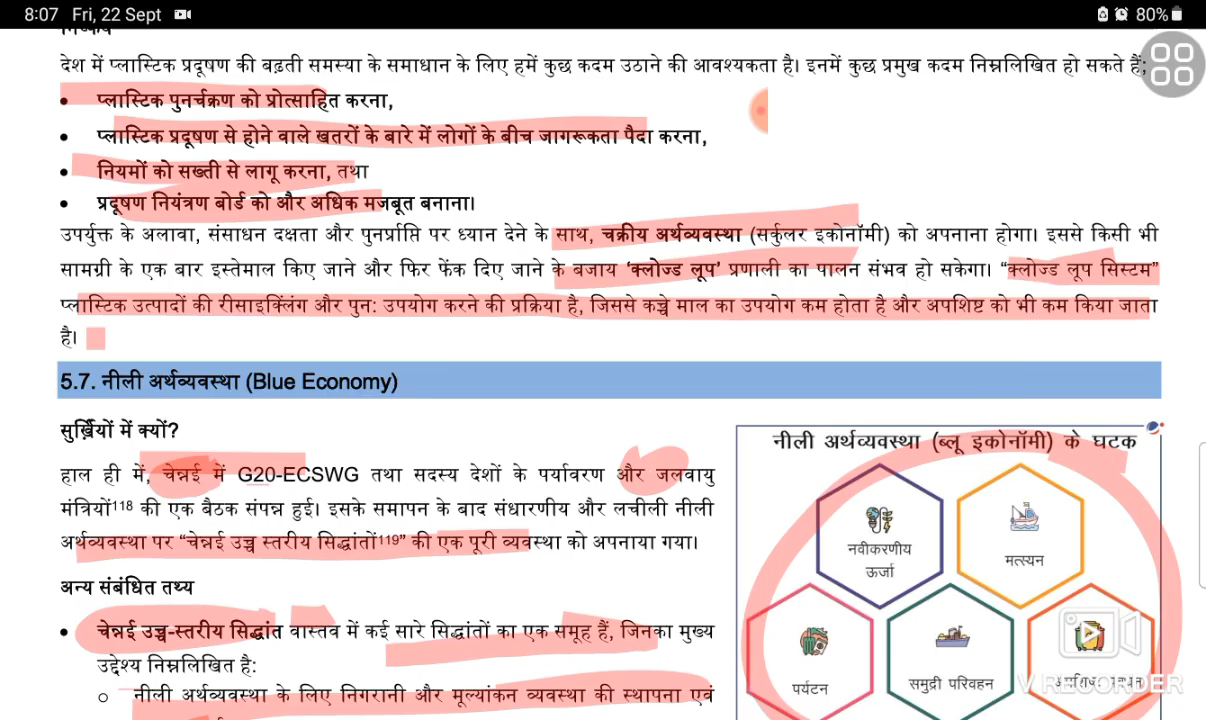 8:07 Fri, 22 Sept
80%
निष्कर्ष
देश में प्लास्टिक प्रदूषण की बढ़ती समस्या के समाधान के लिए हमें कुछ कदम उठाने की आवश्यकता है। इनमें कुछ प्रमुख कदम निम्नलिखित हो सकते हैं;
• प्लास्टिक पुनर्चक्रण को प्रोत्साहित करना,
• प्लास्टिक प्रदूषण से होने वाले खतरों के बारे में लोगों के बीच जागरूकता पैदा करना,
• नियमों को सख्ती से लागू करना, तथा
• प्रदूषण नियंत्रण बोर्ड को और अधिक मजबूत बनाना।
उपर्युक्त के अलावा, संसाधन दक्षता और पुनर्प्राप्ति पर ध्यान देने के साथ, चक्रीय अर्थव्यवस्था (सर्कुलर इकोनॉमी) को अपनाना होगा। इससे किसी भी
सामग्री के एक बार इस्तेमाल किए जाने और फिर फेंक दिए जाने के बजाय ‘क्लोज्ड लूप’ प्रणाली का पालन संभव हो सकेगा। “क्लोज्ड लूप सिस्टम”
प्लास्टिक उत्पादों की रीसाइक्लिंग और पुन: उपयोग करने की प्रक्रिया है, जिससे कच्चे माल का उपयोग कम होता है और अपशिष्ट को भी कम किया जाता
है।
5.7. नीली अर्थव्यवस्था (Blue Economy)
सुर्ख़ियों में क्यों?
हाल ही में, चेन्नई में G20-ECSWG तथा सदस्य देशों के पर्यावरण और जलवायु
मंत्रियों118 की एक बैठक संपन्न हुई। इसके समापन के बाद संधारणीय और लचीली नीली
अर्थव्यवस्था पर “चेन्नई उच्च स्तरीय सिद्धांतों119” की एक पूरी व्यवस्था को अपनाया गया।
अन्य संबंधित तथ्य
• चेन्नई उच्च-स्तरीय सिद्धांत वास्तव में कई सारे सिद्धांतों का एक समूह हैं, जिनका मुख्य
उद्देश्य निम्नलिखित है:
o नीली अर्थव्यवस्था के लिए निगरानी और मूल्यांकन व्यवस्था की स्थापना एवं
नीली अर्थव्यवस्था (ब्लू इकोनॉमी) के घटक
नवीकरणीय
ऊर्जा
मत्स्यन
पर्यटन
समुद्री परिवहन
V RECORDER